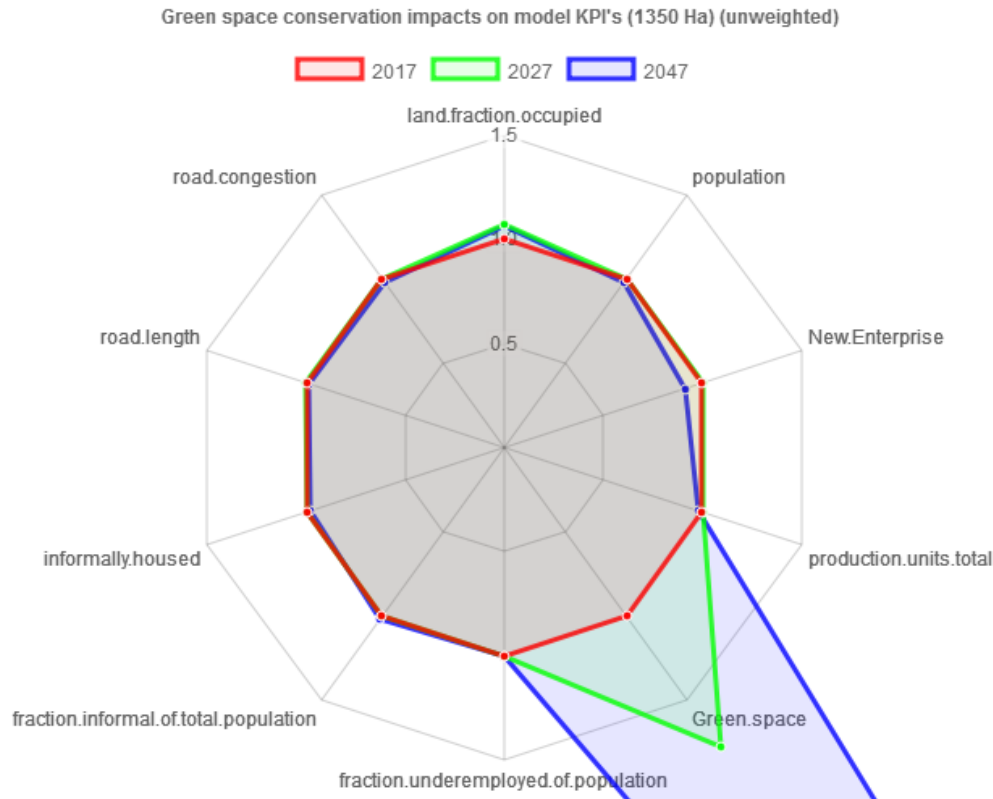 Green space conservation impacts on model KPI's (1350 Ha) (unweighted)
2017 2027 2047
land.fraction.occupied
1.5
road.congestion
population
1.0
road.length
0.5
New.Enterprise
informally.housed
production.units.total
fraction.informal.of.total.population
Green.space
fraction.underemployed.of.population